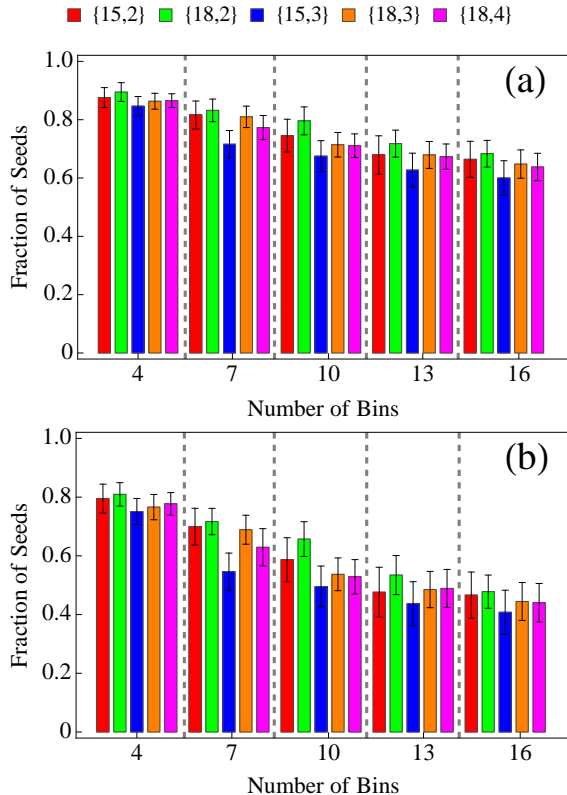 {15,2} {18,2} {15,3} {18,3} {18,4}
(a)
1.0
0.8
0.6
0.4
0.2
0
Fraction of Seeds
4 7 10 13 16
Number of Bins
(b)
1.0
0.8
0.6
0.4
0.2
0
Fraction of Seeds
4 7 10 13 16
Number of Bins